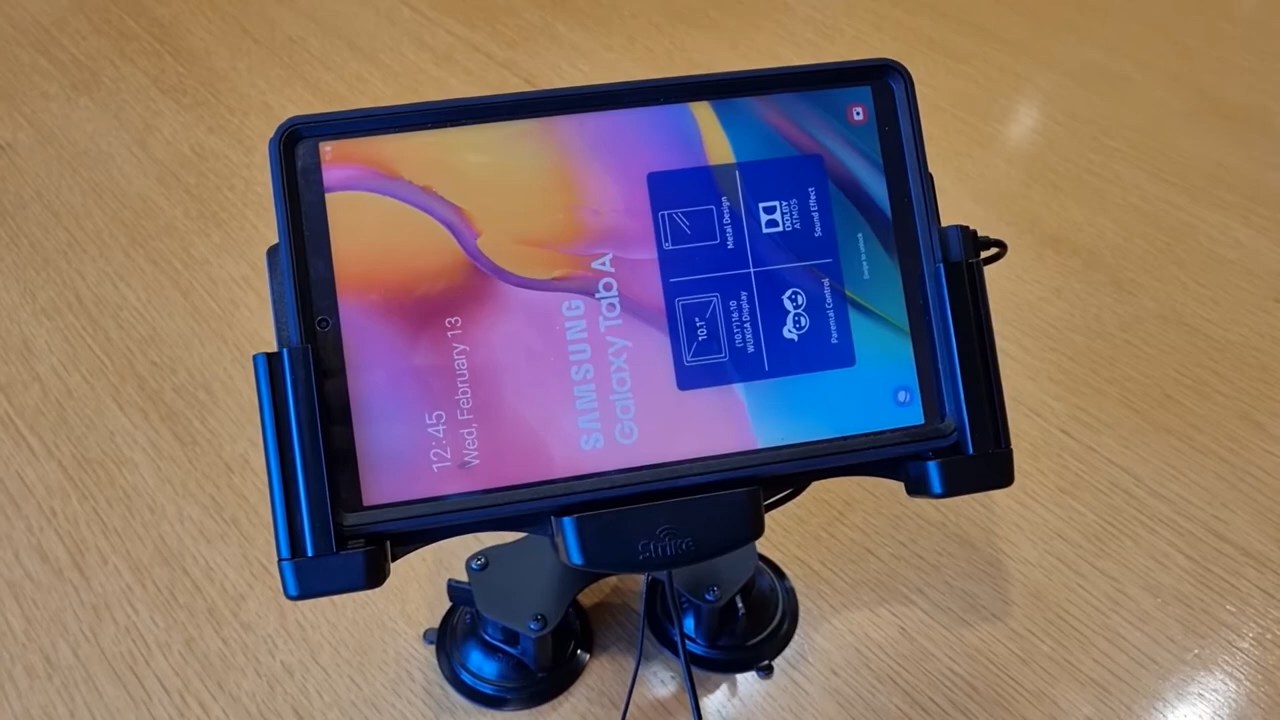 12:45
Wed, February 13
SAMSUNG
Galaxy Tab A
10.1"
(10.1") 16:10
WUXGA Display
Metal Design
Parental Control
DOLBY
ATMOS
Sound Effect
Swipe to unlock
Strike